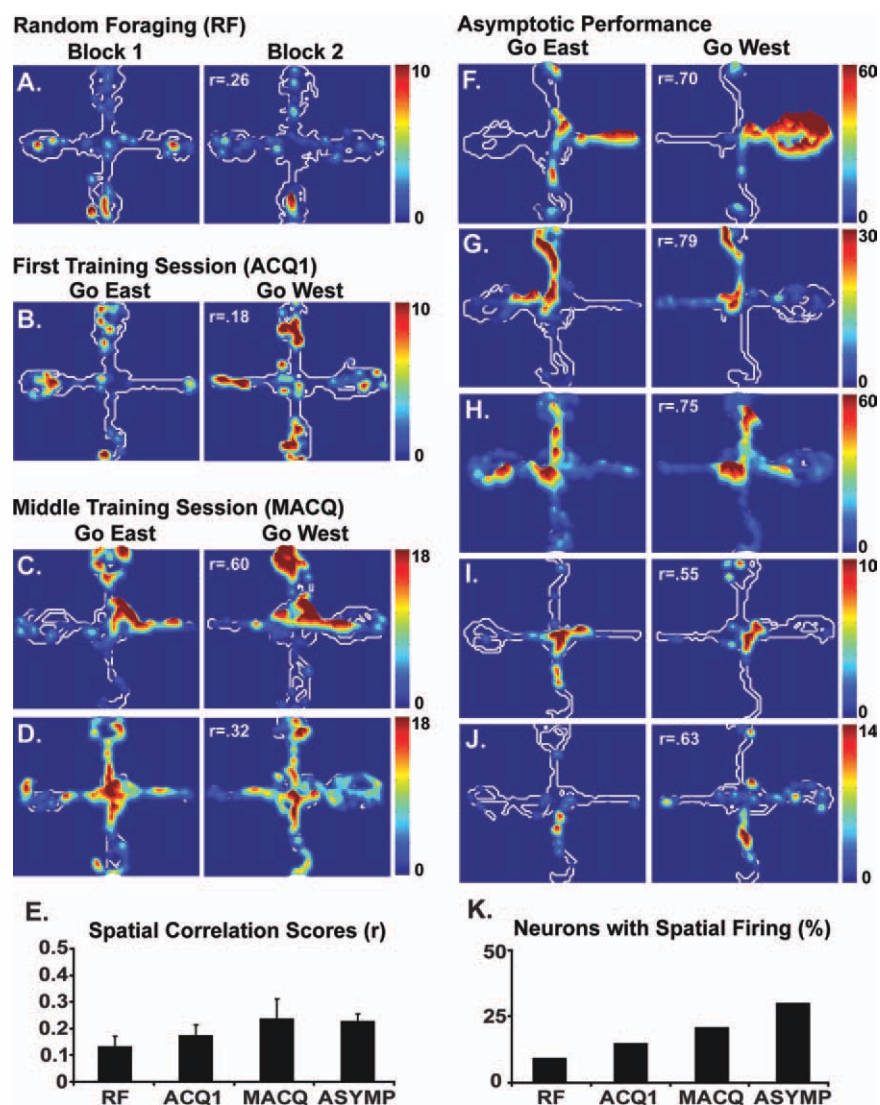 Random Foraging (RF)
Block 1 Block 2
A.
r=.26
10
0
First Training Session (ACQ1)
Go East Go West
B.
r=.18
10
0
Middle Training Session (MACQ)
Go East Go West
C.
r=.60
18
0
D.
r=.32
18
0
E.
Spatial Correlation Scores (r)
0.5
0.4
0.3
0.2
0.1
0
RF ACQ1 MACQ ASYMP
Asymptotic Performance
Go East Go West
F.
r=.70
60
0
G.
r=.79
30
0
H.
r=.75
60
0
I.
r=.55
10
0
J.
r=.63
14
0
K.
Neurons with Spatial Firing (%)
50
25
0
RF ACQ1 MACQ ASYMP